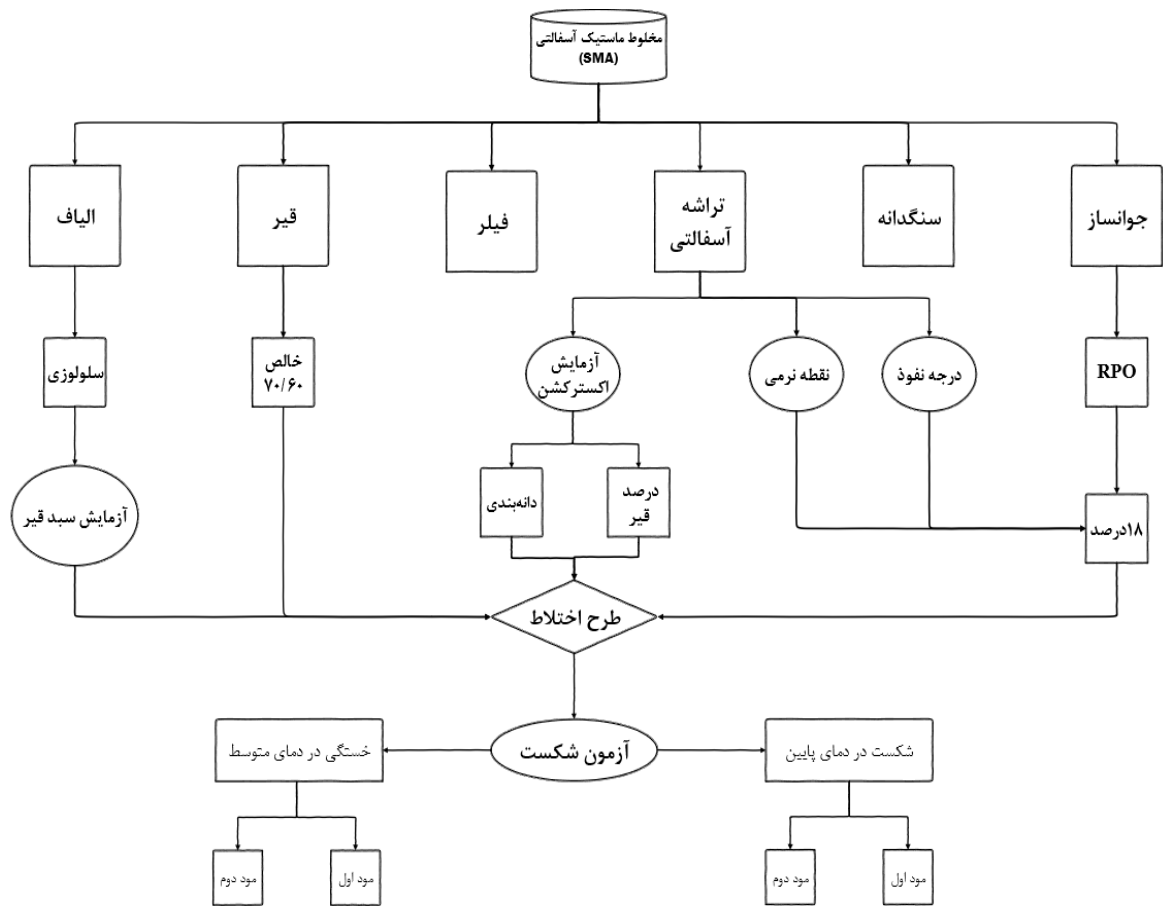 مخلوط ماستیک آسفالتی
(SMA)
جوانساز
سنگدانه
تراشه
آسفالتی
فیلر
قیر
الیاف
RPO
درجه نفوذ
نقطه نرمی
آزمایش
اکسترکشن
خالص
۷۰/۶۰
سلولوزی
۱۸درصد
درصد
قیر
دانه‌بندی
آزمایش سبد قیر
طرح اختلاط
شکست در دمای پایین
آزمون شکست
خستگی در دمای متوسط
مود اول
مود دوم
مود اول
مود دوم